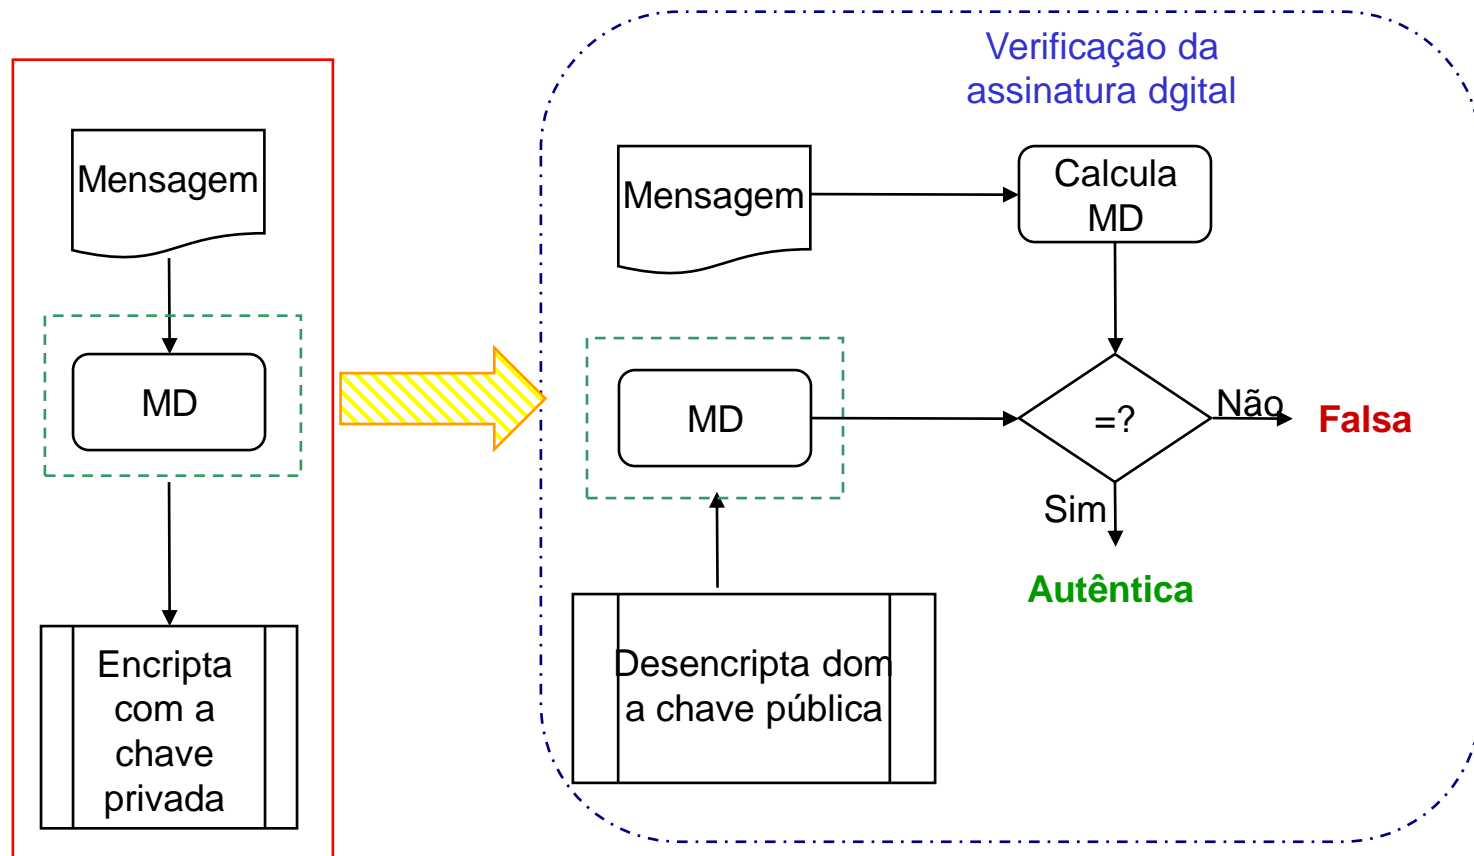 Verificação da
assinatura dgital
Mensagem
MD
Encripta
com a
chave
privada
Mensagem
Calcula
MD
MD
=?
Não
Falsa
Sim
Autêntica
Desencripta dom
a chave pública